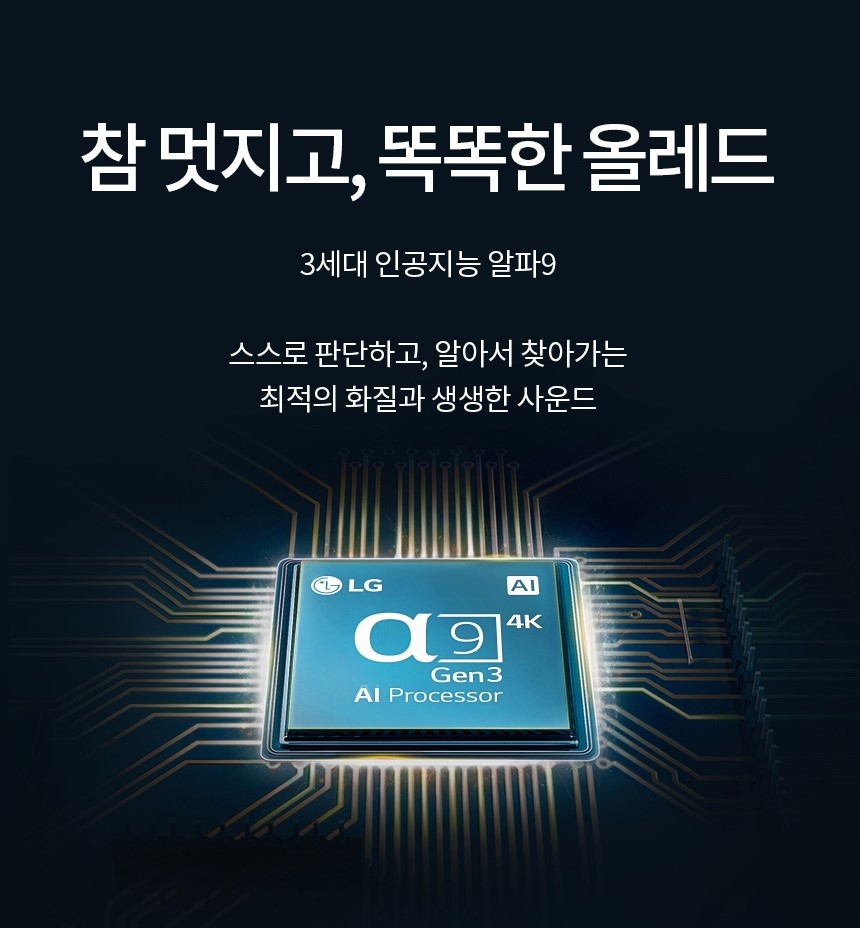 참 멋지고, 똑똑한 올레드
3세대 인공지능 알파9
스스로 판단하고, 알아서 찾아가는
최적의 화질과 생생한 사운드
LG AI
α9 4K
Gen3
AI Processor